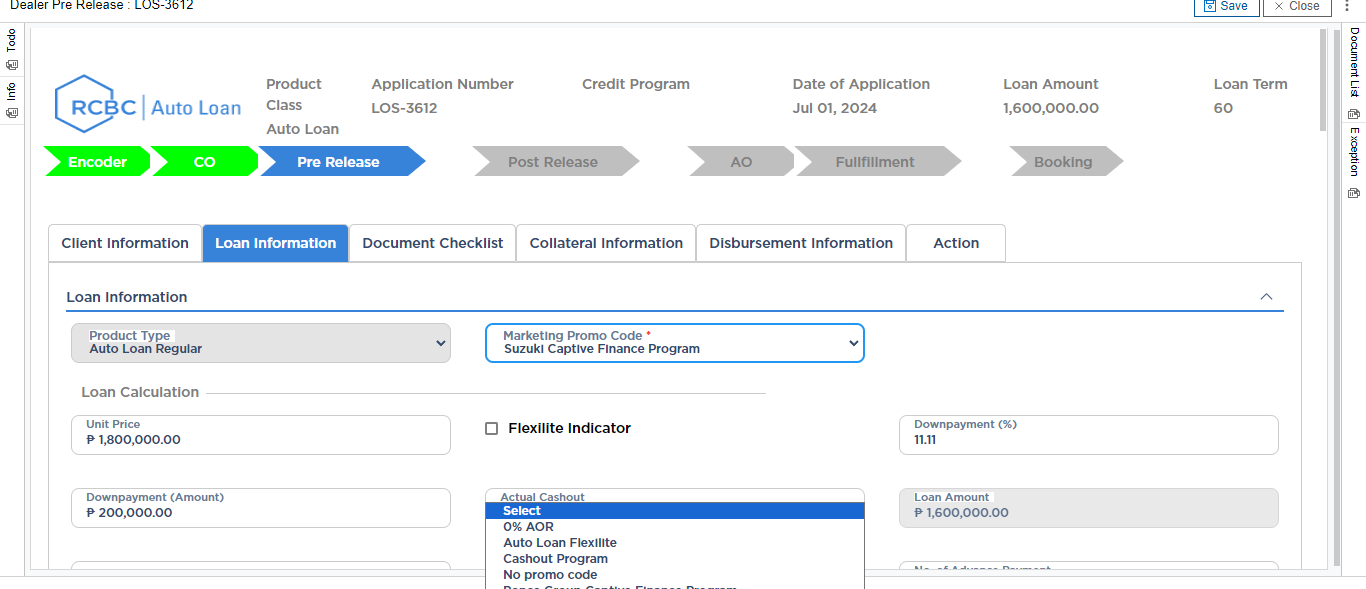 Dealer Pre Release : LOS-3612
Save
Close
Todo
Info
Document List
Exception
RCBC | Auto Loan
Product Class
Auto Loan
Application Number
LOS-3612
Credit Program
Date of Application
Jul 01, 2024
Loan Amount
1,600,000.00
Loan Term
60
Encoder
CO
Pre Release
Post Release
AO
Fullfillment
Booking
Client Information
Loan Information
Document Checklist
Collateral Information
Disbursement Information
Action
Loan Information
Product Type
Auto Loan Regular
Marketing Promo Code *
Suzuki Captive Finance Program
Loan Calculation
Unit Price
₱ 1,800,000.00
Flexilite Indicator
Downpayment (%)
11.11
Downpayment (Amount)
₱ 200,000.00
Actual Cashout
Loan Amount
₱ 1,600,000.00
Select
0% AOR
Auto Loan Flexilite
Cashout Program
No promo code
Group Captive Finance Program
No. of Advance Payment